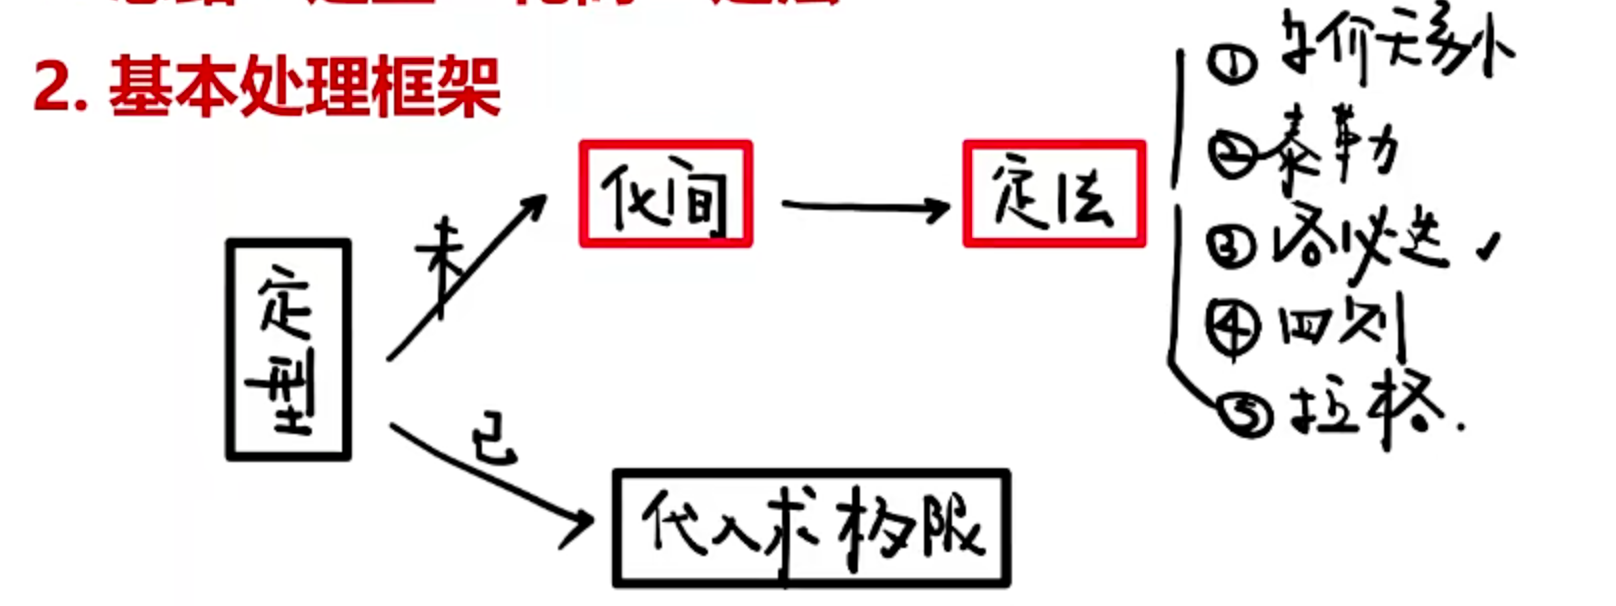 2. 基本处理框架
① 等价无穷小
② 泰勒
③ 洛必达 ✓
④ 四则
⑤ 拉格.
定型
未
化简
定法
已
代入求极限